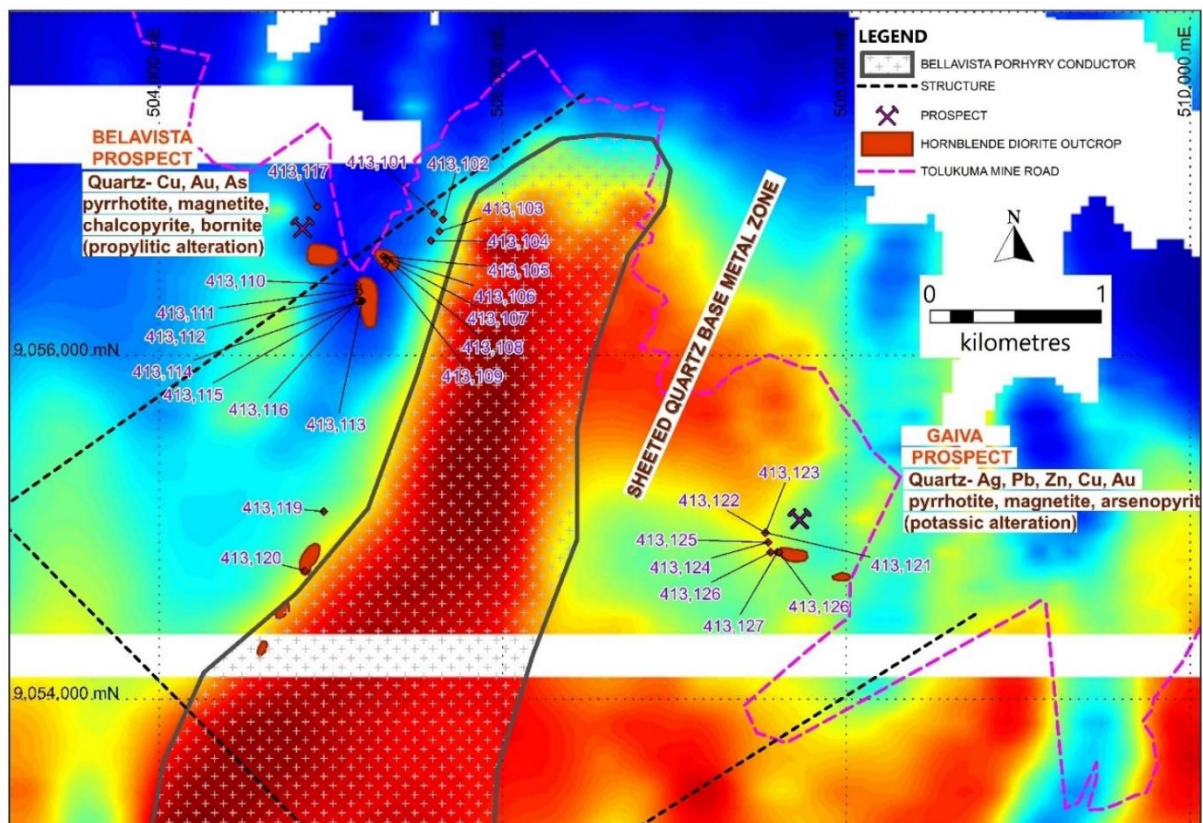 504,000 mE
506,000 mE
508,000 mE
510,000 mE
LEGEND
BELLAVISTA PORHYRY CONDUCTOR
STRUCTURE
PROSPECT
HORNBLENDE DIORITE OUTCROP
TOLUKUMA MINE ROAD
N
0 1
kilometres
BELAVISTA
PROSPECT
Quartz- Cu, Au, As
pyrrhotite, magnetite,
chalcopyrite, bornite
(propylitic alteration)
413,117
413,101
413,102
413,103
413,104
413,105
413,106
413,107
413,108
413,109
413,110
413,111
413,112
413,114
413,115
413,116
413,113
9,056,000 mN
SHEETED QUARTZ BASE METAL ZONE
GAIVA
PROSPECT
Quartz- Ag, Pb, Zn, Cu, Au
pyrrhotite, magnetite, arsenopyrit
(potassic alteration)
413,119
413,120
413,123
413,122
413,125
413,124
413,121
413,126
413,126
413,127
9,054,000 mN